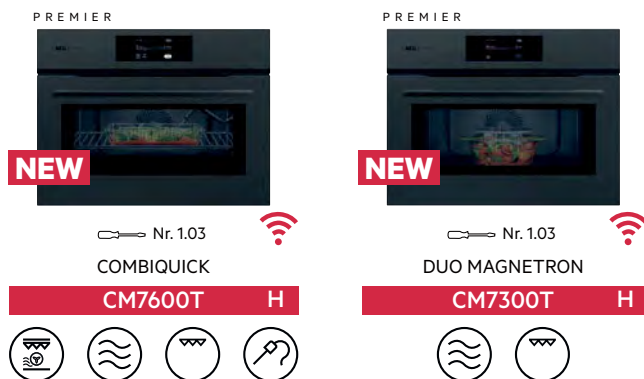 PREMIER
NEW
Nr. 1.03
COMBIQUICK
CM7600T H
PREMIER
NEW
Nr. 1.03
DUO MAGNETRON
CM7300T H